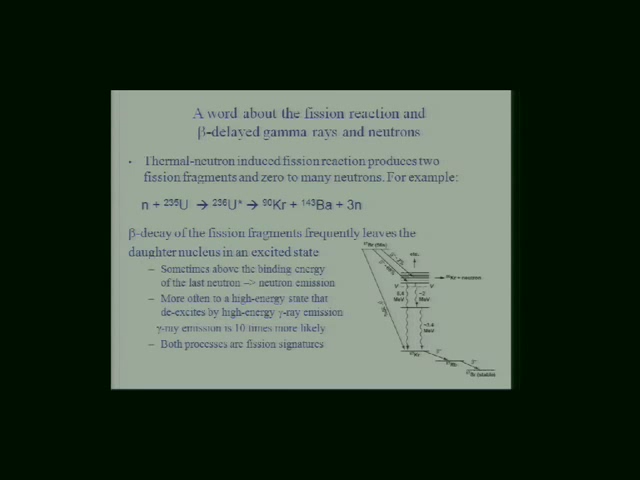 A word about the fission reaction and
β-delayed gamma rays and neutrons
• Thermal-neutron induced fission reaction produces two
fission fragments and zero to many neutrons. For example:
n + ²³⁵U → ²³⁶U* → ⁹⁰Kr + ¹⁴³Ba + 3n
β-decay of the fission fragments frequently leaves the
daughter nucleus in an excited state
– Sometimes above the binding energy
of the last neutron –> neutron emission
– More often to a high-energy state that
de-excites by high-energy γ-ray emission
γ-ray emission is 10 times more likely
– Both processes are fission signatures
MeV
MeV
MeV